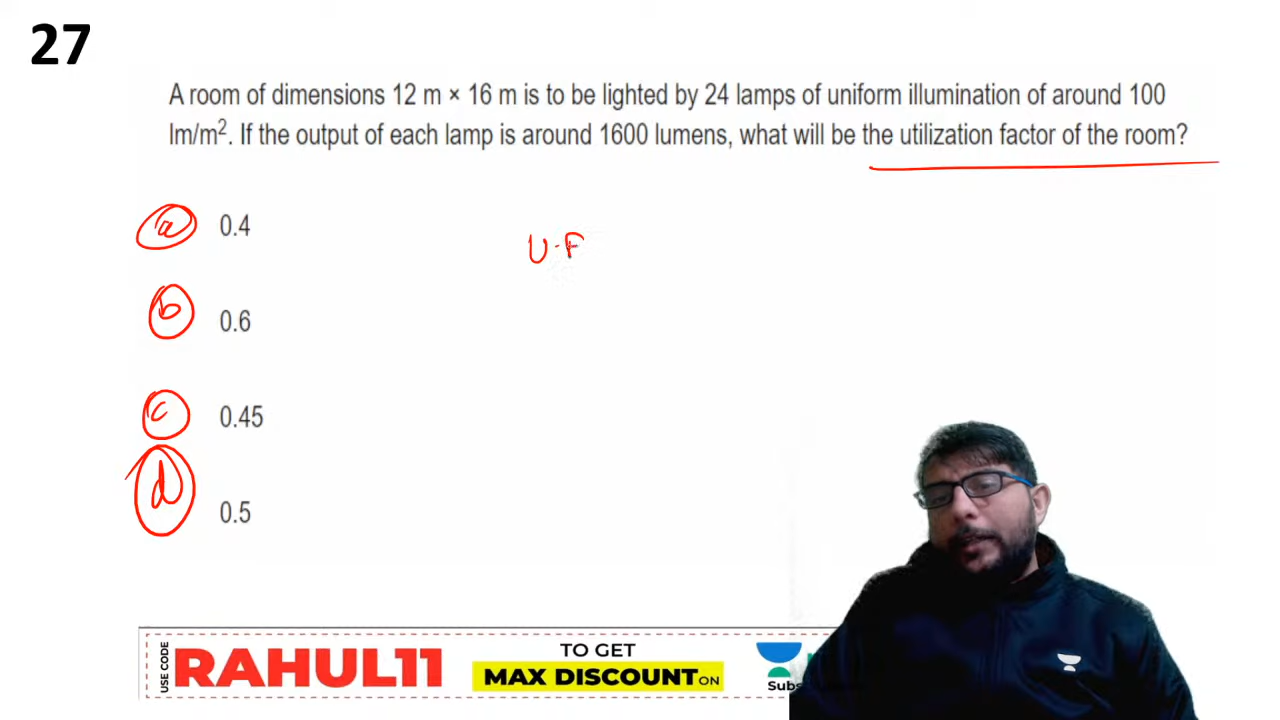 27
A room of dimensions 12 m × 16 m is to be lighted by 24 lamps of uniform illumination of around 100
lm/m². If the output of each lamp is around 1600 lumens, what will be the utilization factor of the room?
a 0.4
U.F
b 0.6
c 0.45
d 0.5
USE CODE
RAHUL11
TO GET
MAX DISCOUNT ON